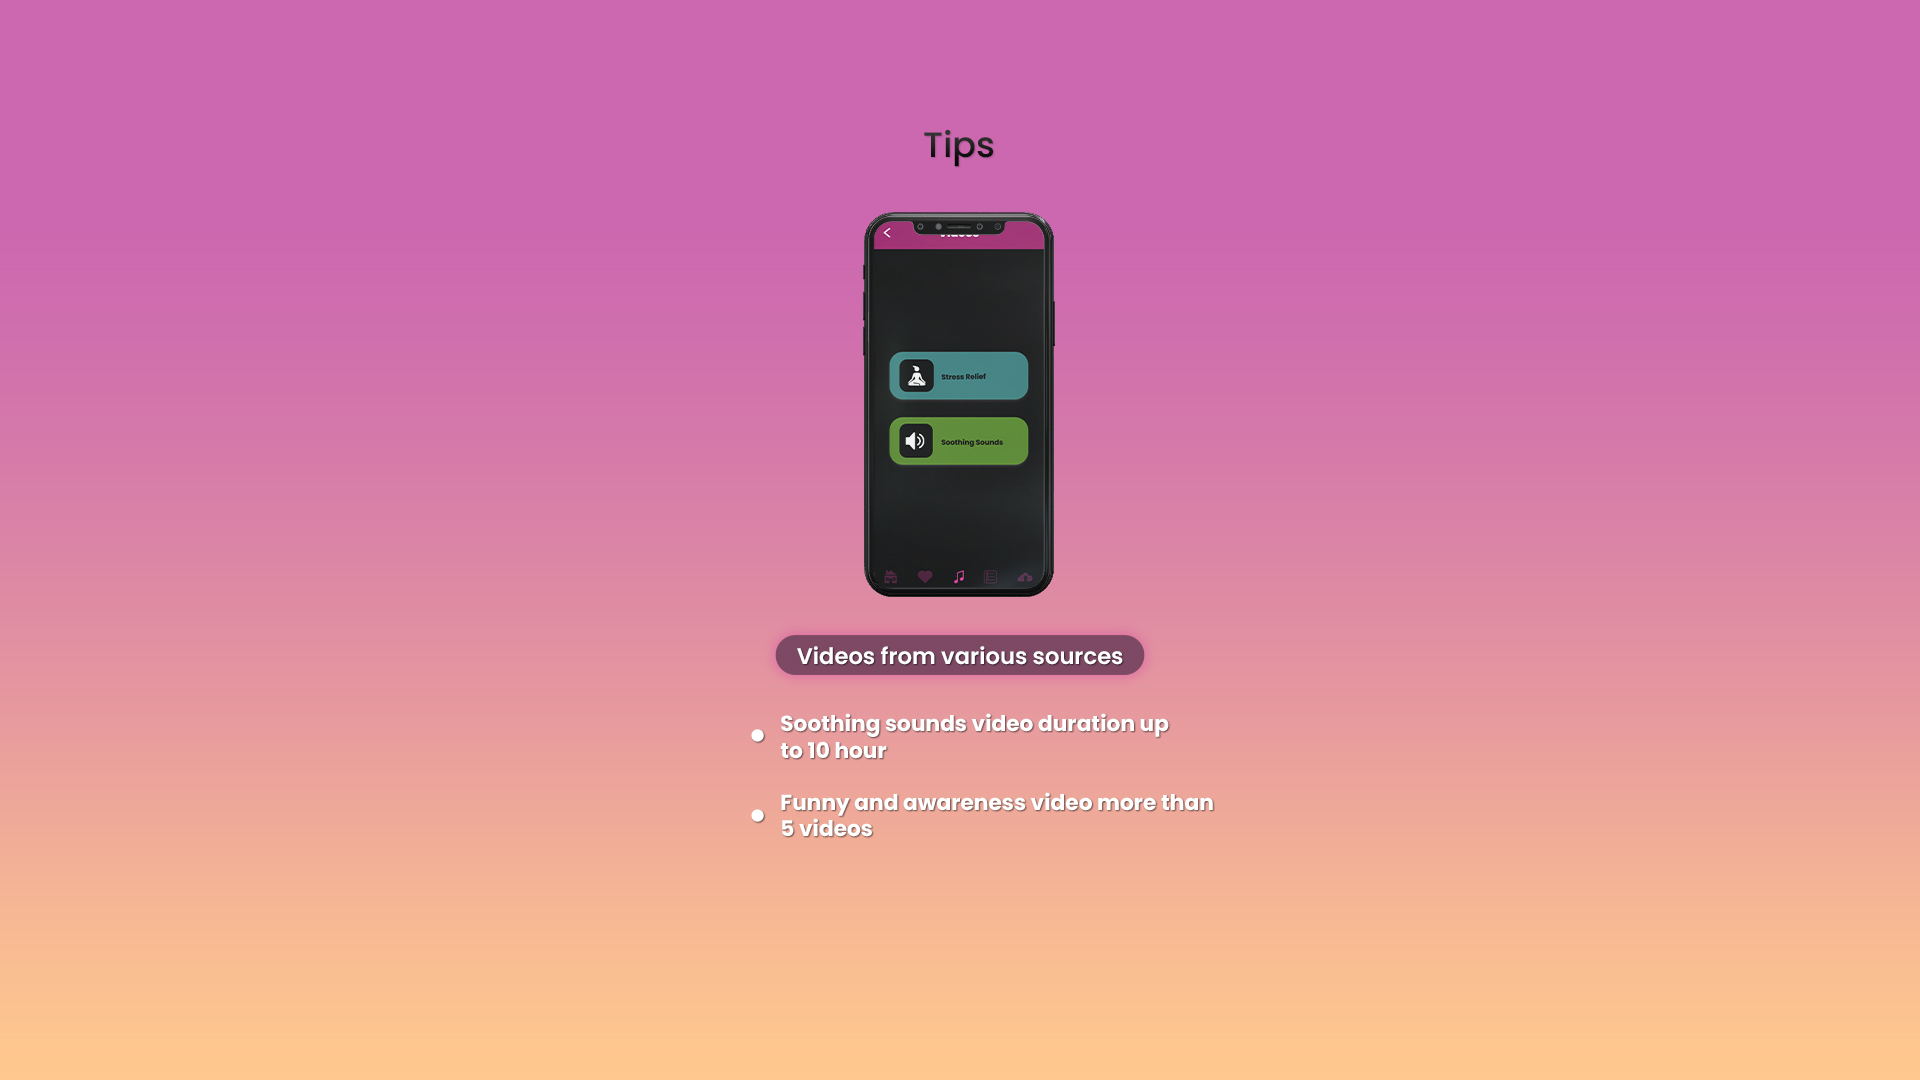 Tips
Stress Relief
Soothing Sounds
Videos from various sources
Soothing sounds video duration up
to 10 hour
Funny and awareness video more than
5 videos